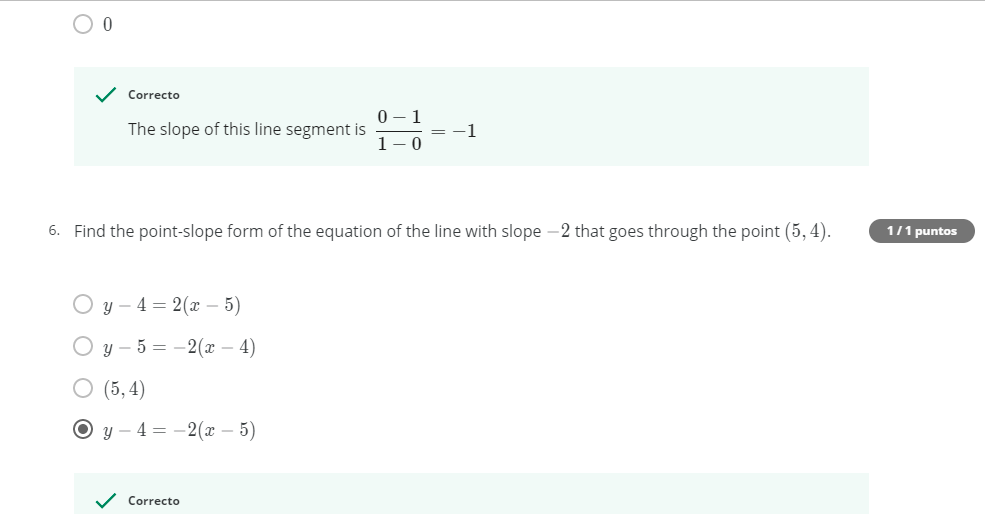 0
Correcto
The slope of this line segment is \frac{0 − 1}{1 − 0} = −1
6. Find the point-slope form of the equation of the line with slope −2 that goes through the point (5, 4).
1 / 1 puntos
y − 4 = 2(x − 5)
y − 5 = −2(x − 4)
(5, 4)
y − 4 = −2(x − 5)
Correcto